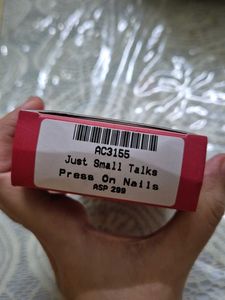 AC3155
Just Small Talks
Press On Nails
ASP 299